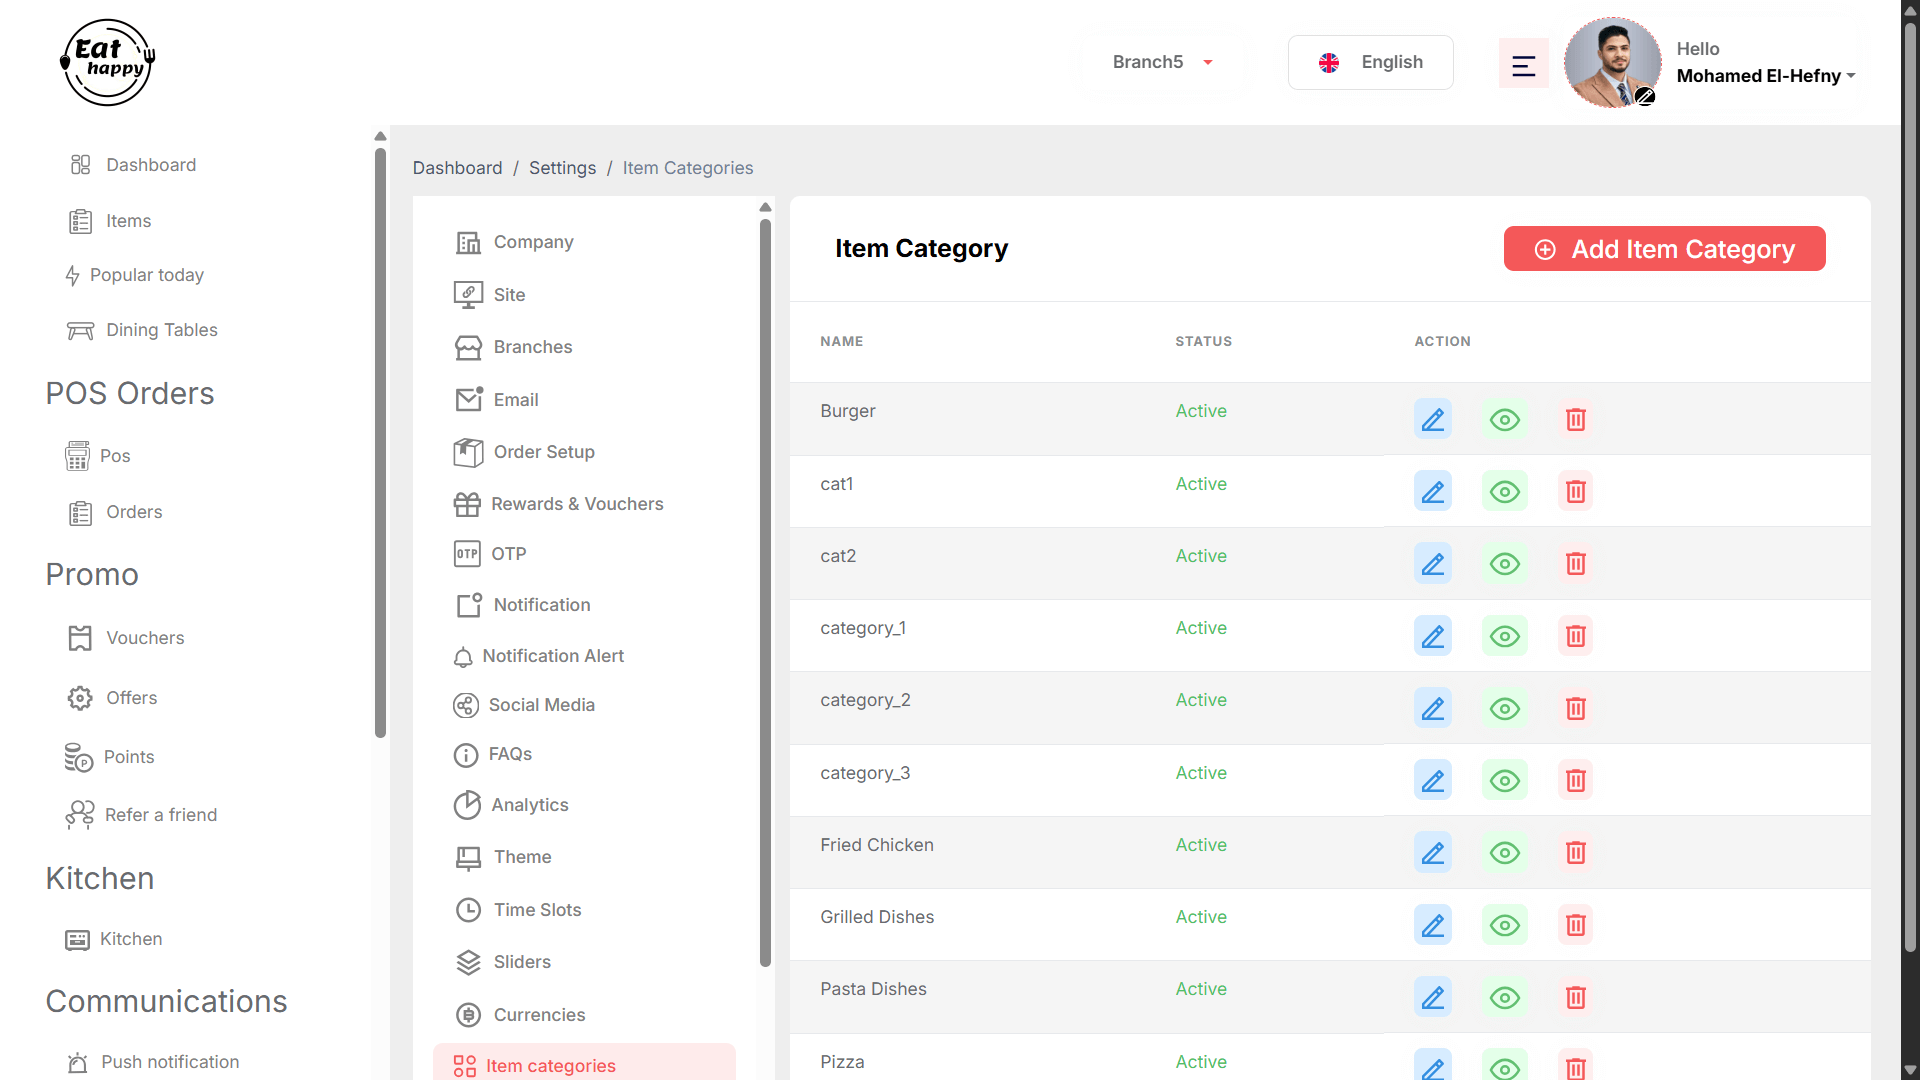 Eat
happy
Branch5
English
Hello
Mohamed El-Hefny
Dashboard
Items
Popular today
Dining Tables
POS Orders
Pos
Orders
Promo
Vouchers
Offers
Points
Refer a friend
Kitchen
Kitchen
Communications
Push notification
Dashboard / Settings / Item Categories
Company
Site
Branches
Email
Order Setup
Rewards & Vouchers
OTP OTP
Notification
Notification Alert
Social Media
FAQs
Analytics
Theme
Time Slots
Sliders
Currencies
Item categories
Item Category
Add Item Category
NAME STATUS ACTION
Burger Active
cat1 Active
cat2 Active
category_1 Active
category_2 Active
category_3 Active
Fried Chicken Active
Grilled Dishes Active
Pasta Dishes Active
Pizza Active